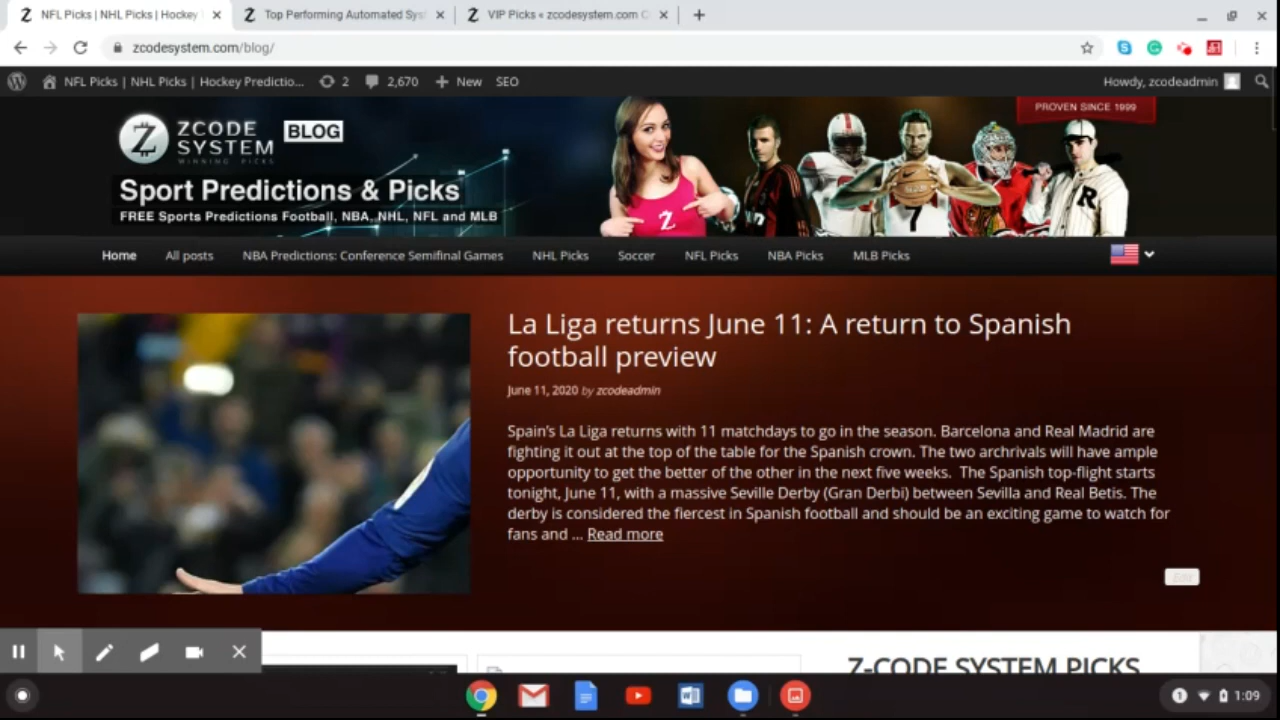 NFL Picks | NHL Picks | Hockey
Top Performing Automated Sys
VIP Picks « zcodesystem.com C
zcodesystem.com/blog/
NFL Picks | NHL Picks | Hockey Predictio...
2
2,670
New
SEO
Howdy, zcodeadmin
PROVEN SINCE 1999
ZCODE
SYSTEM
WINNING PICKS
BLOG
Sport Predictions & Picks
FREE Sports Predictions Football, NBA, NHL, NFL and MLB
Z
7
R
Home All posts NBA Predictions: Conference Semifinal Games NHL Picks Soccer NFL Picks NBA Picks MLB Picks
La Liga returns June 11: A return to Spanish
football preview
June 11, 2020 by zcodeadmin
Spain's La Liga returns with 11 matchdays to go in the season. Barcelona and Real Madrid are
fighting it out at the top of the table for the Spanish crown. The two archrivals will have ample
opportunity to get the better of the other in the next five weeks. The Spanish top-flight starts
tonight, June 11, with a massive Seville Derby (Gran Derbi) between Sevilla and Real Betis. The
derby is considered the fiercest in Spanish football and should be an exciting game to watch for
fans and ... Read more
Edit
Z-CODE SYSTEM PICKS
1
1:09